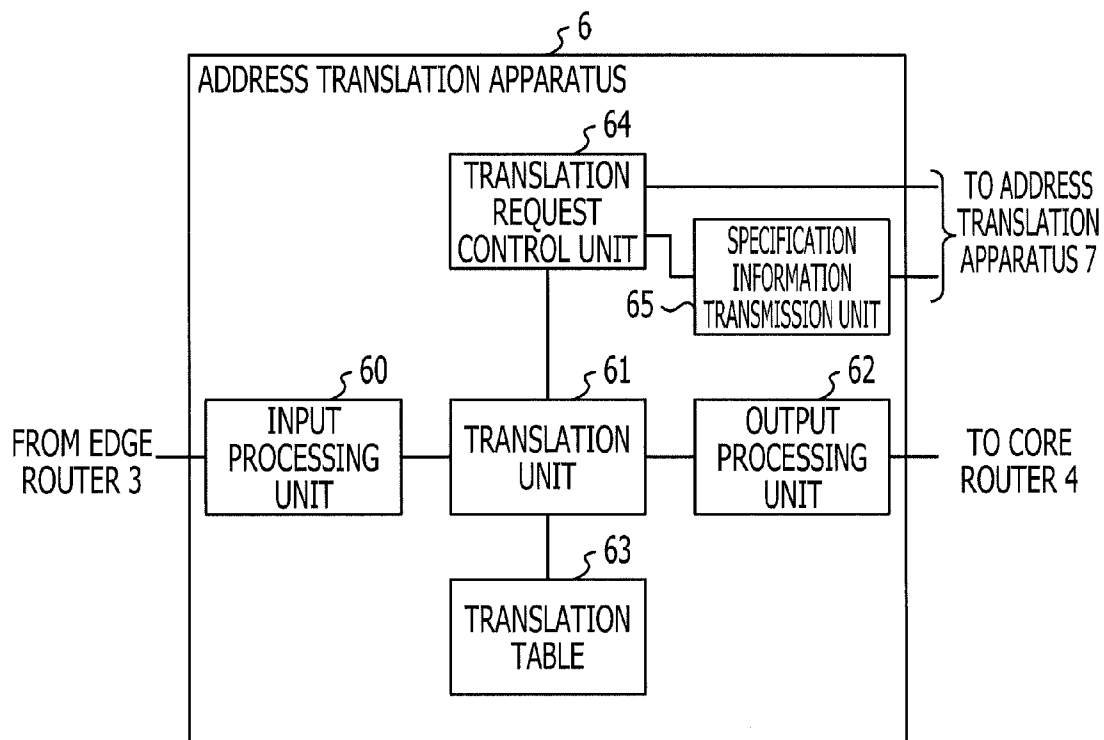 6
ADDRESS TRANSLATION APPARATUS
64
TRANSLATION
REQUEST
CONTROL UNIT
TO ADDRESS
TRANSLATION
APPARATUS 7
SPECIFICATION
INFORMATION
TRANSMISSION UNIT
65
60
61
62
FROM EDGE
ROUTER 3
INPUT
PROCESSING
UNIT
TRANSLATION
UNIT
OUTPUT
PROCESSING
UNIT
TO CORE
ROUTER 4
63
TRANSLATION
TABLE